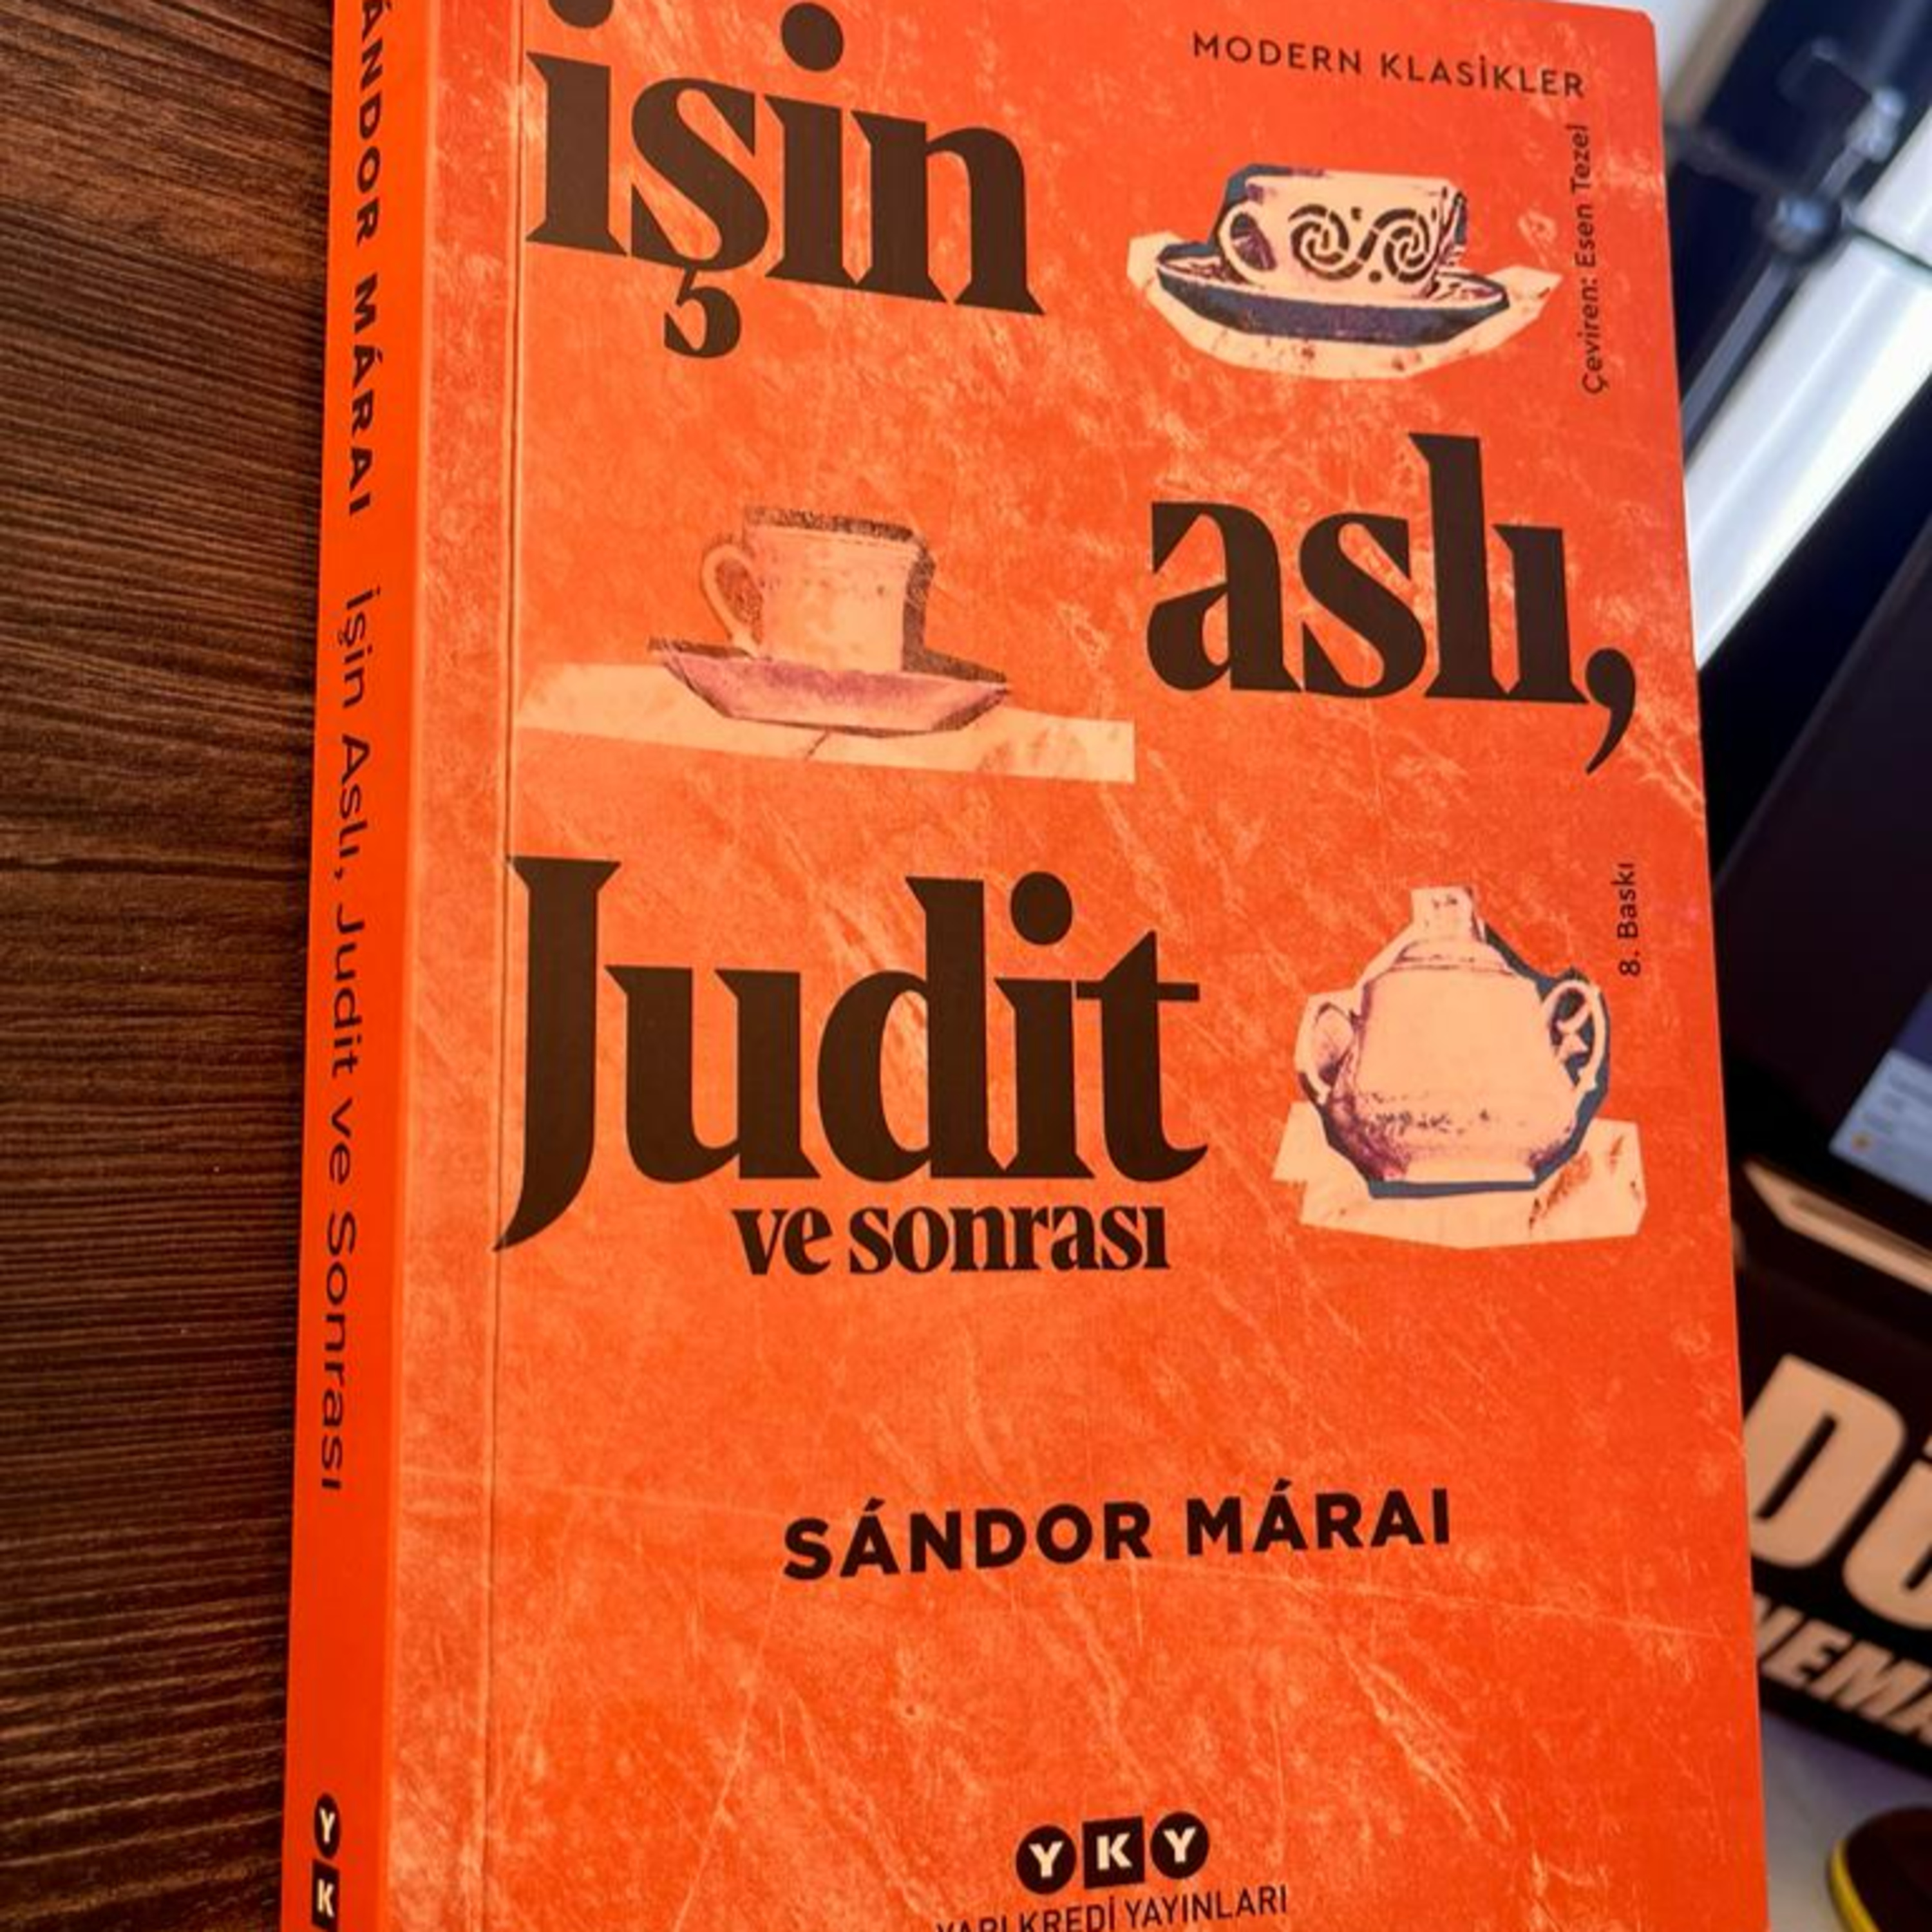 MODERN KLASİKLER
işin
Çeviren: Esen Tezel
aslı,
Judit
ve sonrası
8. Baskı
SÁNDOR MÁRAI
YKY
YAPI KREDİ YAYINLARI
ÁNDOR MÁRAI İşin Aslı, Judit ve Sonrası
YK